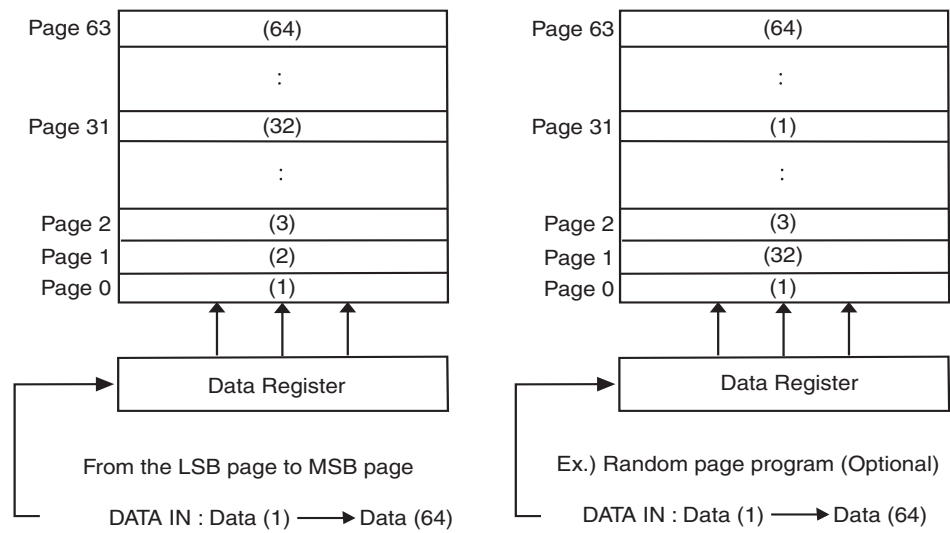 Page 63 (64)
:
Page 31 (32)
:
Page 2 (3)
Page 1 (2)
Page 0 (1)
Data Register
From the LSB page to MSB page
DATA IN : Data (1) → Data (64)
Page 63 (64)
:
Page 31 (1)
:
Page 2 (3)
Page 1 (32)
Page 0 (1)
Data Register
Ex.) Random page program (Optional)
DATA IN : Data (1) → Data (64)